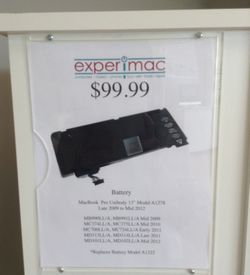 experimac
$99.99
Battery
MacBook Pro Unibody 13" Model A1278
Late 2009 to Mid 2012
MB990LL/A, MB991LL/A Mid 2009
MC374LL/A, MC375LL/A Mid 2010
MC700LL/A, MC724LL/A Early 2011
MD313LL/A, MD314LL/A Late 2011
MD101LL/A, MD102LL/A Mid 2012
*Replaces Battery Model A1322